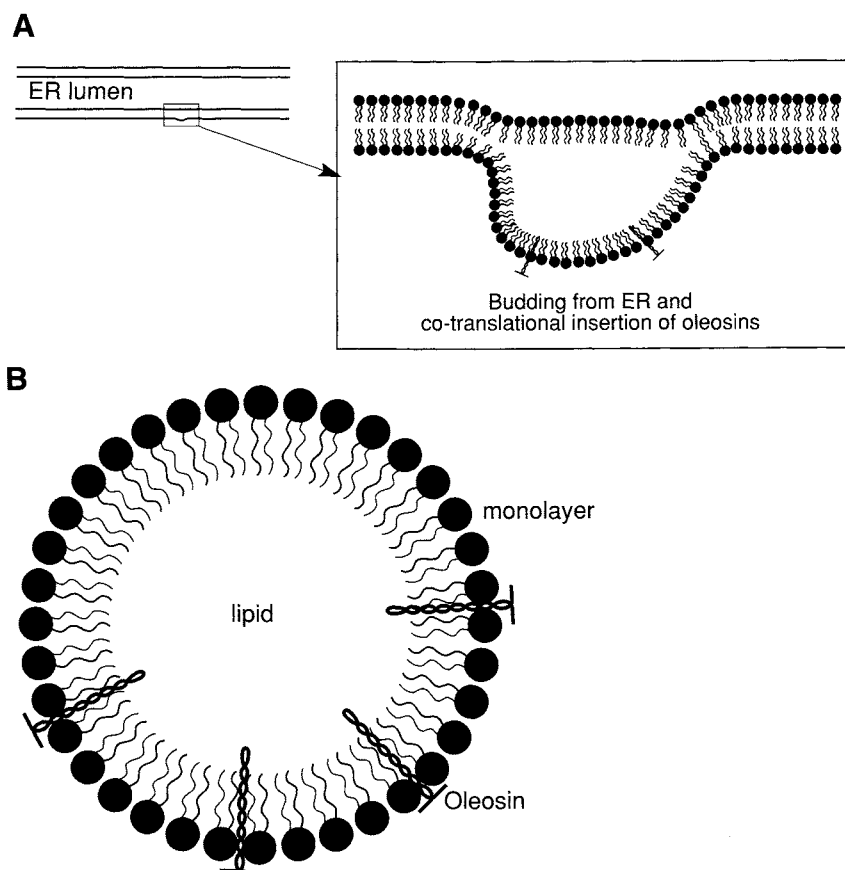 A
ER lumen
Budding from ER and
co-translational insertion of oleosins
B
monolayer
lipid
Oleosin